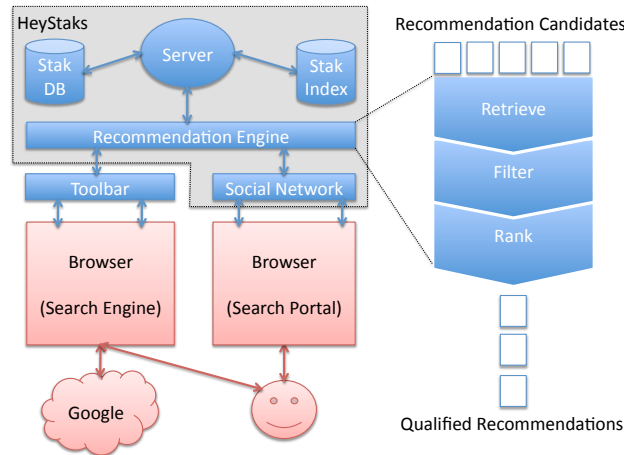 HeyStaks
Recommendation Candidates
Stak
DB
Server
Stak
Index
Retrieve
Recommendation Engine
Filter
Toolbar
Social Network
Rank
Browser
(Search Engine)
Browser
(Search Portal)
Google
Qualified Recommendations